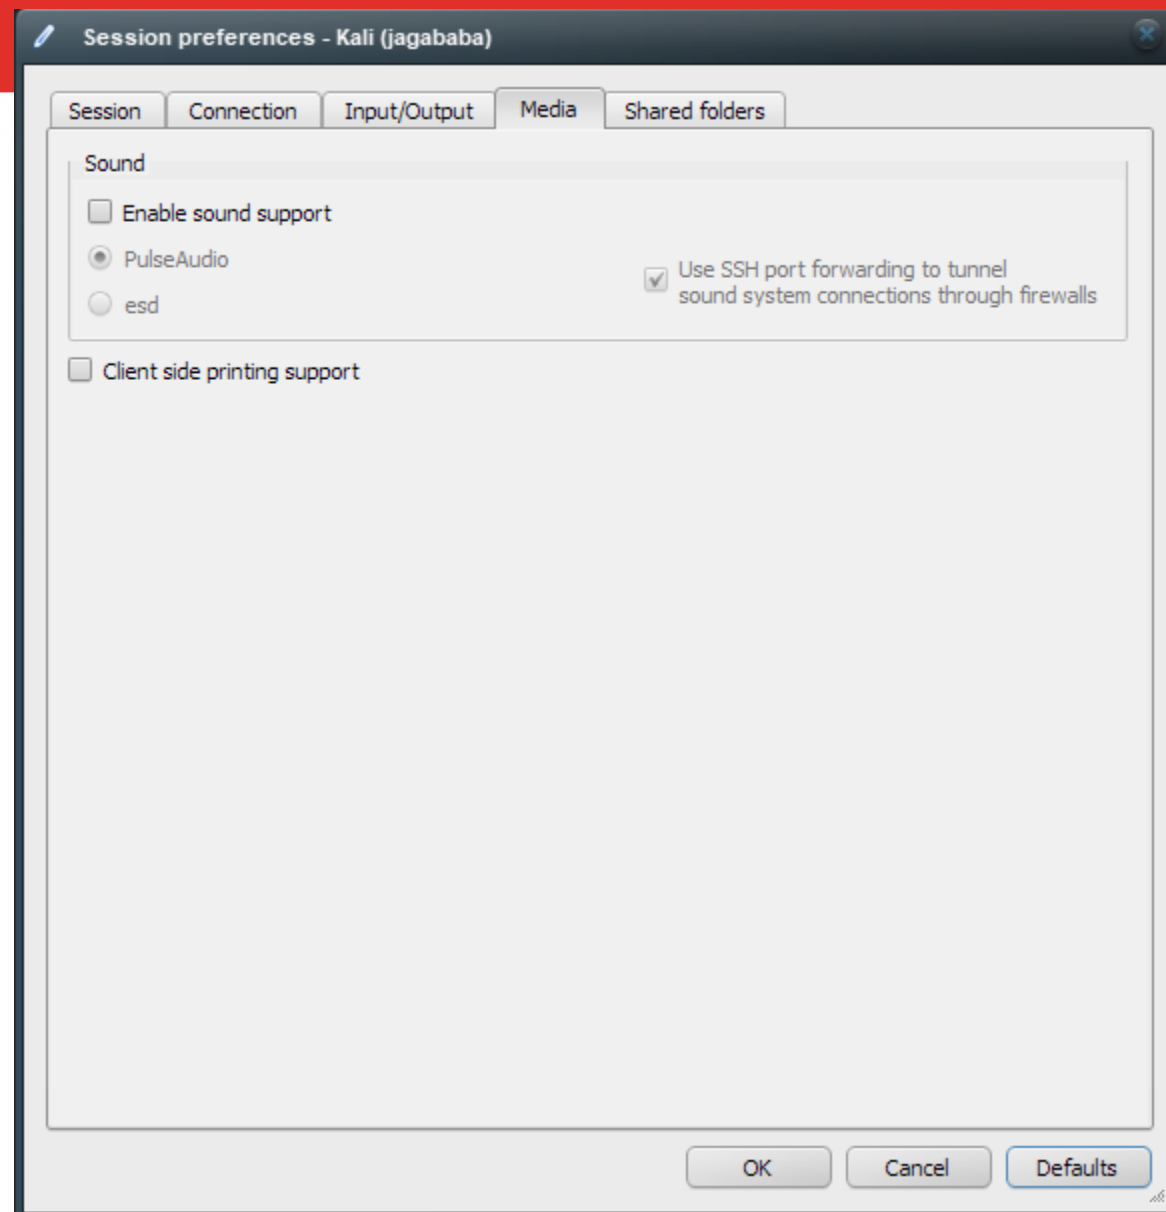 Session preferences - Kali (jagababa)
Session Connection Input/Output Media Shared folders
Sound
Enable sound support
PulseAudio
esd
Use SSH port forwarding to tunnel
sound system connections through firewalls
Client side printing support
OK Cancel Defaults